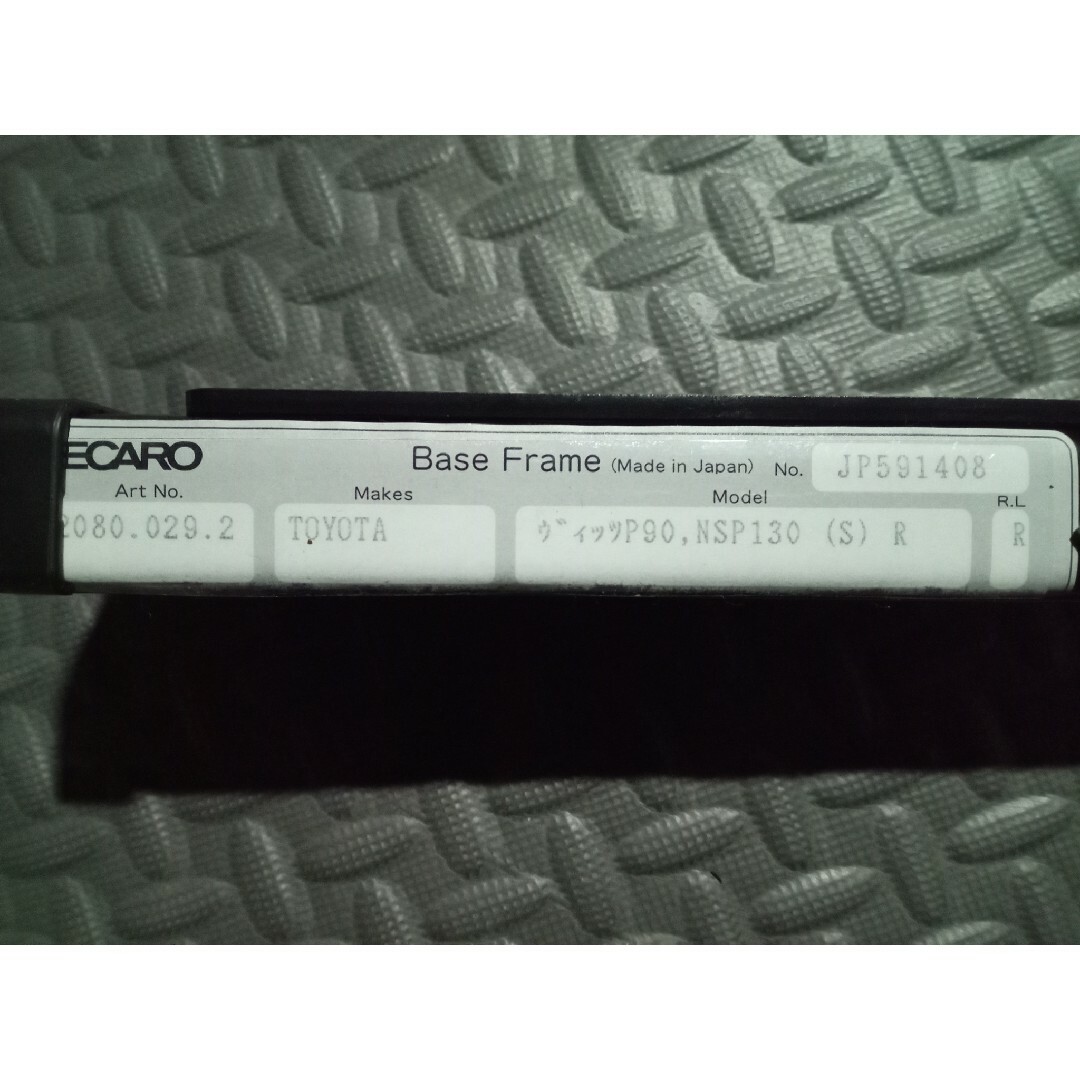 ECARO Base Frame (Made in Japan) No. JP591408
Art No. Makes Model R.L
2080.029.2 TOYOTA ヴィッツP90,NSP130 (S) R R